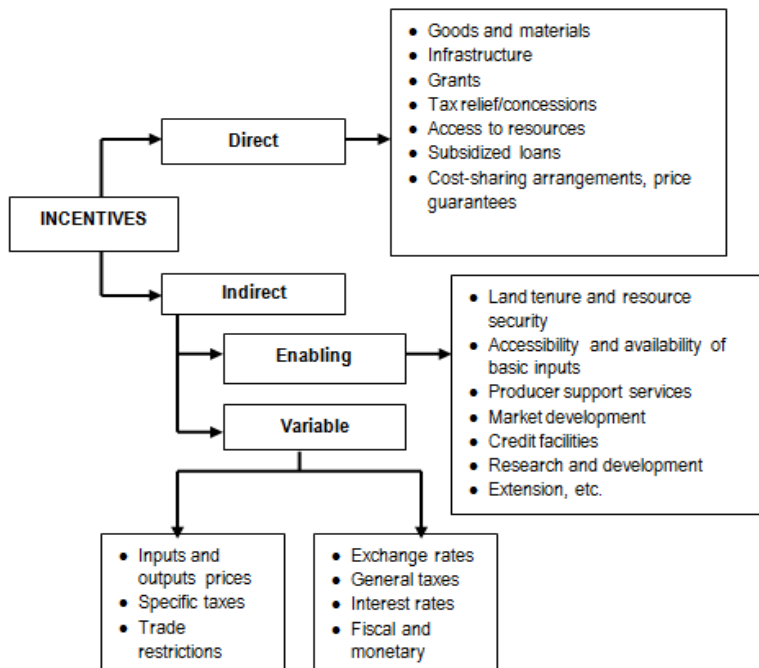 ● Goods and materials
● Infrastructure
● Grants
● Tax relief/concessions
● Access to resources
● Subsidized loans
● Cost-sharing arrangements, price
guarantees
Direct
INCENTIVES
Indirect
● Land tenure and resource
security
● Accessibility and availability of
basic inputs
● Producer support services
● Market development
● Credit facilities
● Research and development
● Extension, etc.
Enabling
Variable
● Inputs and
outputs prices
● Specific taxes
● Trade
restrictions
● Exchange rates
● General taxes
● Interest rates
● Fiscal and
monetary